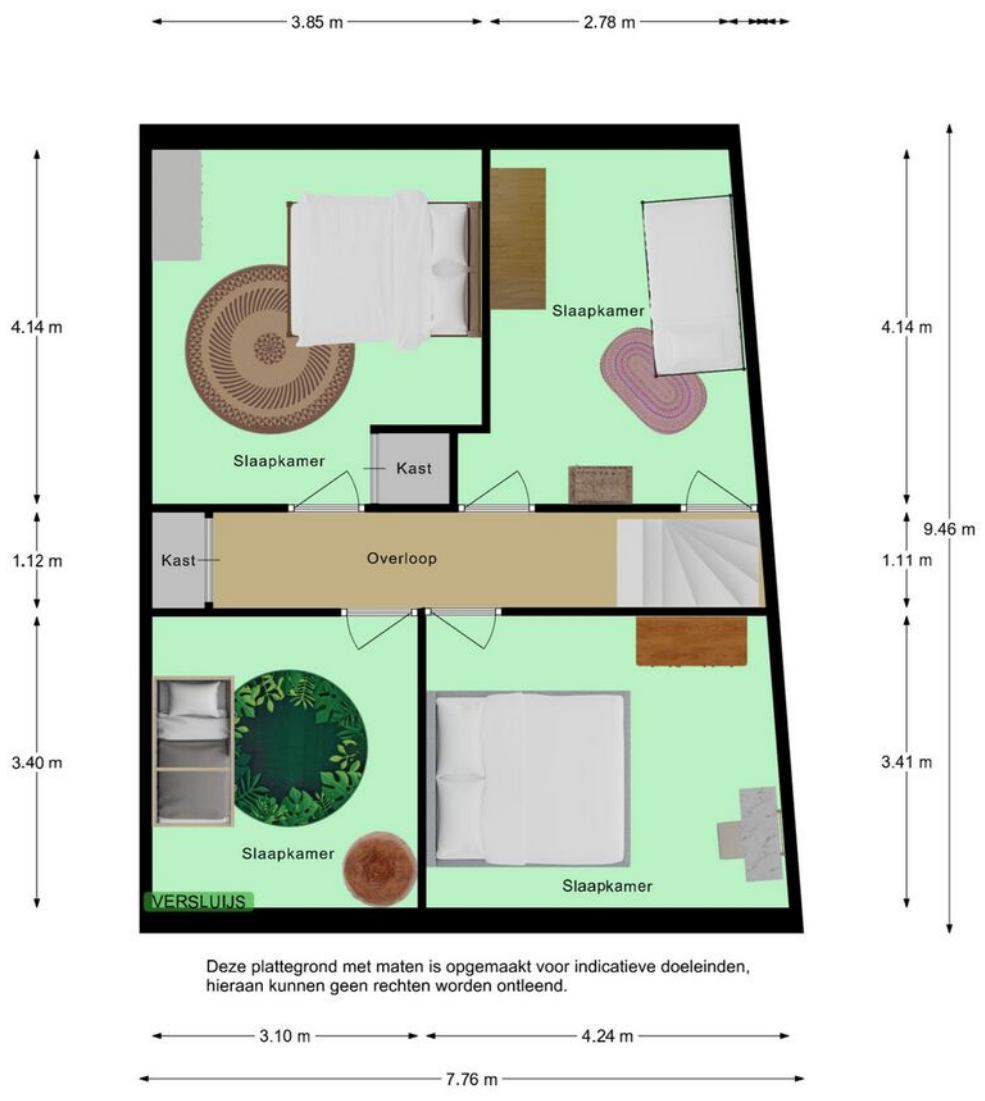 3.85 m
2.78 m
4.14 m
4.14 m
Slaapkamer
Slaapkamer
Kast
9.46 m
1.12 m
Kast
Overloop
1.11 m
3.40 m
3.41 m
Slaapkamer
Slaapkamer
VERSLUIJS
Deze plattegrond met maten is opgemaakt voor indicatieve doeleinden,
hieraan kunnen geen rechten worden ontleend.
3.10 m
4.24 m
7.76 m